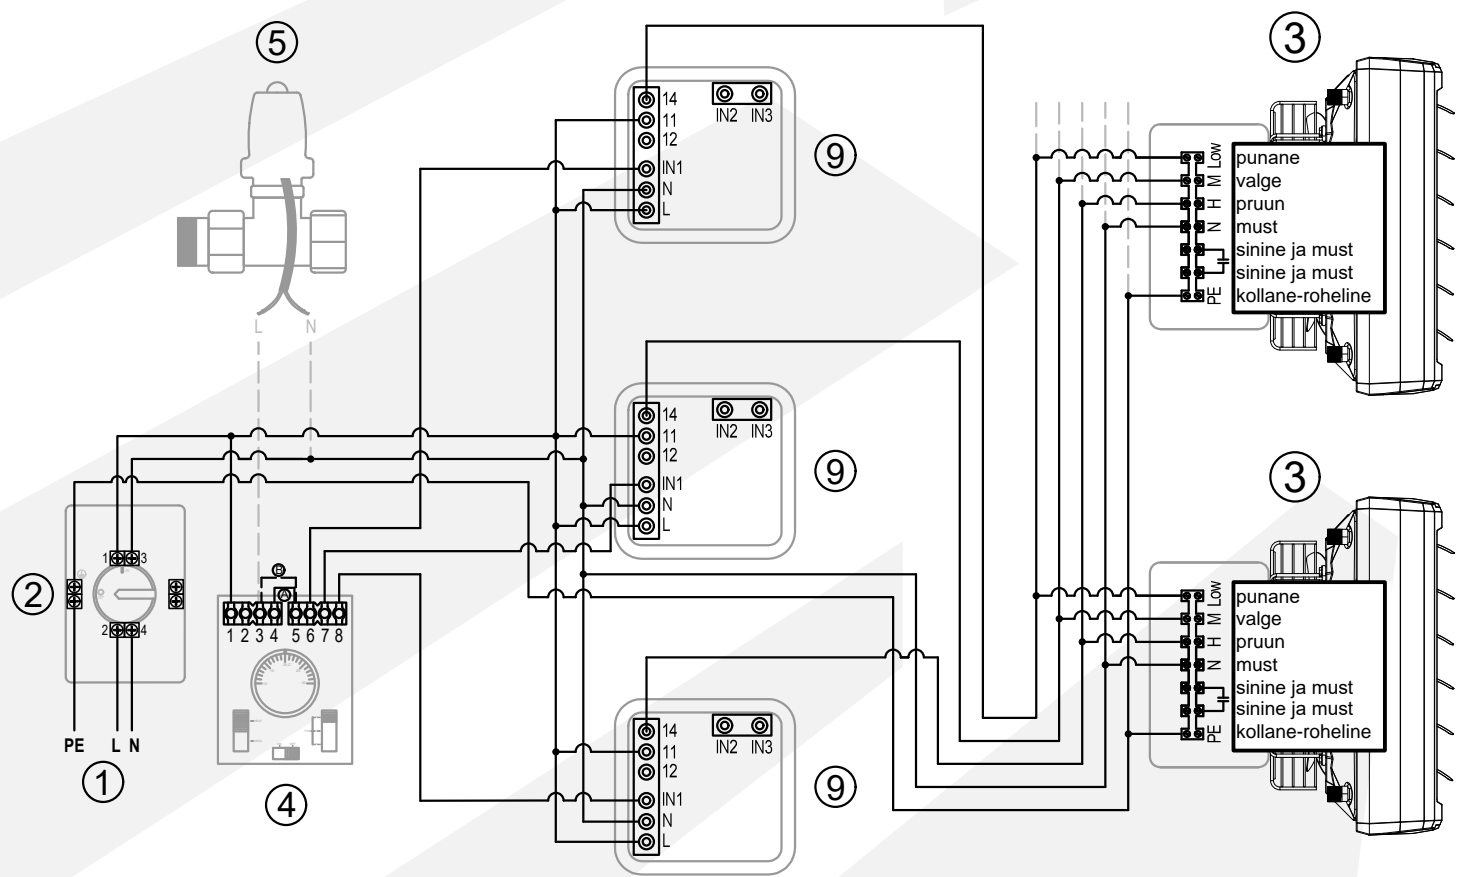 5
3
14
11
12
IN1
N
L
IN2 IN3
9
Low
M
H
N
PE
punane
valge
pruun
must
sinine ja must
sinine ja must
kollane-roheline
L N
14
11
12
IN1
N
L
IN2 IN3
9
3
1 3
2 4
2
B
A
1 2 3 4 5 6 7 8
Low
M
H
N
PE
punane
valge
pruun
must
sinine ja must
sinine ja must
kollane-roheline
14
11
12
IN1
N
L
IN2 IN3
9
PE L N
1
4